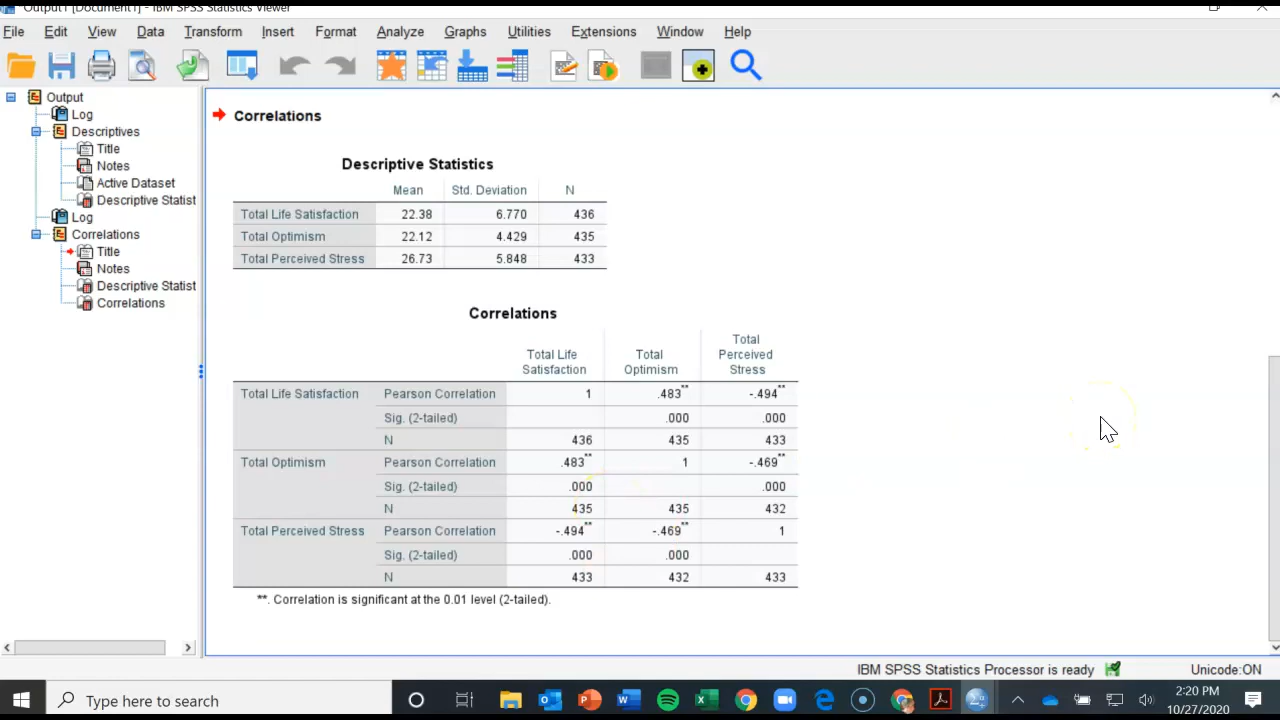 Output1 [Document1] - IBM SPSS Statistics Viewer
File Edit View Data Transform Insert Format Analyze Graphs Utilities Extensions Window Help
Output
Log
Descriptives
Title
Notes
Active Dataset
Descriptive Statist
Log
Correlations
Title
Notes
Descriptive Statist
Correlations
Correlations
Descriptive Statistics
Mean Std. Deviation N
Total Life Satisfaction 22.38 6.770 436
Total Optimism 22.12 4.429 435
Total Perceived Stress 26.73 5.848 433
Correlations
Total Life Satisfaction Total Optimism Total Perceived Stress
Total Life Satisfaction Pearson Correlation 1 .483** -.494**
Sig. (2-tailed) .000 .000
N 436 435 433
Total Optimism Pearson Correlation .483** 1 -.469**
Sig. (2-tailed) .000 .000
N 435 435 432
Total Perceived Stress Pearson Correlation -.494** -.469** 1
Sig. (2-tailed) .000 .000
N 433 432 433
**. Correlation is significant at the 0.01 level (2-tailed).
IBM SPSS Statistics Processor is ready Unicode:ON
Type here to search
2:20 PM
10/27/2020